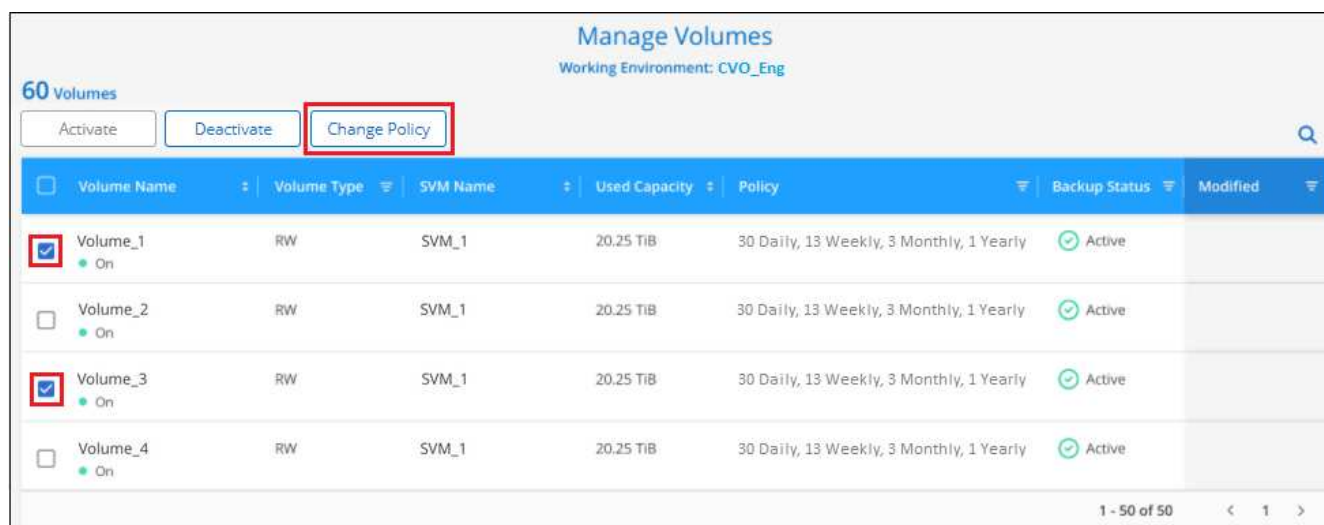 Manage Volumes
Working Environment: CVO_Eng
60 Volumes
Activate Deactivate Change Policy
Volume Name Volume Type SVM Name Used Capacity Policy Backup Status Modified
Volume_1 RW SVM_1 20.25 TiB 30 Daily, 13 Weekly, 3 Monthly, 1 Yearly Active
On
Volume_2 RW SVM_1 20.25 TiB 30 Daily, 13 Weekly, 3 Monthly, 1 Yearly Active
On
Volume_3 RW SVM_1 20.25 TiB 30 Daily, 13 Weekly, 3 Monthly, 1 Yearly Active
On
Volume_4 RW SVM_1 20.25 TiB 30 Daily, 13 Weekly, 3 Monthly, 1 Yearly Active
On
1 - 50 of 50 < 1 >